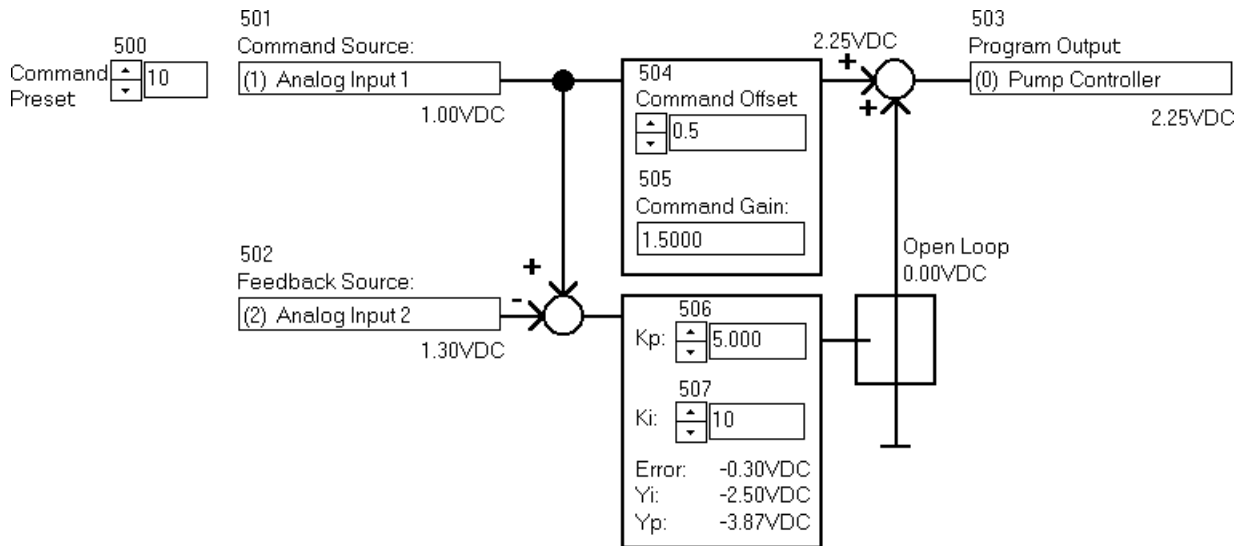 500
Command
Preset
10
501
Command Source:
(1) Analog Input 1
1.00VDC
502
Feedback Source:
(2) Analog Input 2
1.30VDC
+
-
504
Command Offset
0.5
505
Command Gain:
1.5000
506
Kp:
5.000
507
Ki:
10
Error: -0.30VDC
Yi: -2.50VDC
Yp: -3.87VDC
2.25VDC
+
+
Open Loop
0.00VDC
503
Program Output
(0) Pump Controller
2.25VDC